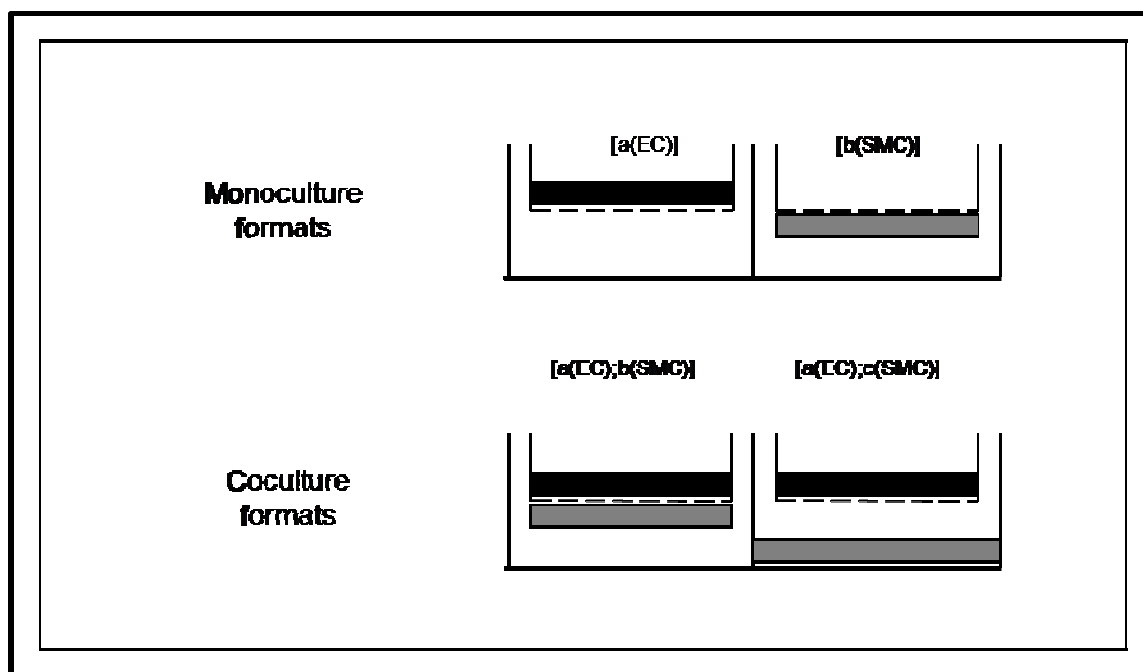 [a(EC)]
[b(SMC)]
Monoculture
formats
[a(EC);b(SMC)]
[a(EC);c(SMC)]
Coculture
formats